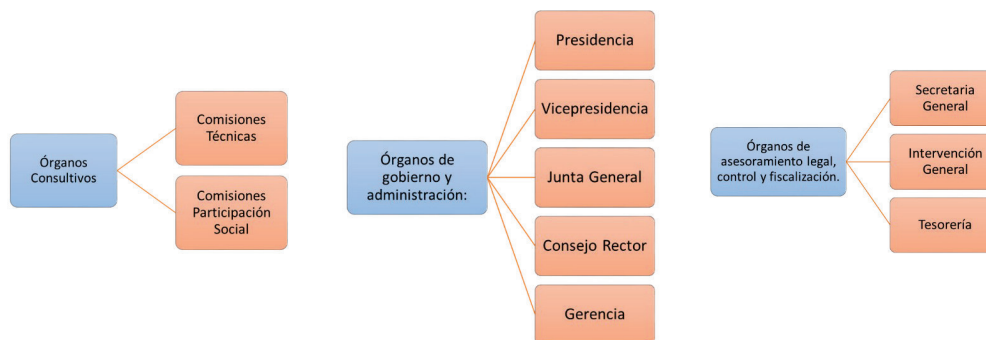 Órganos
Consultivos
Comisiones
Técnicas
Comisiones
Participación
Social
Órganos de
gobierno y
administración:
Presidencia
Vicepresidencia
Junta General
Consejo Rector
Gerencia
Órganos de
asesoramiento legal,
control y fiscalización.
Secretaria
General
Intervención
General
Tesorería